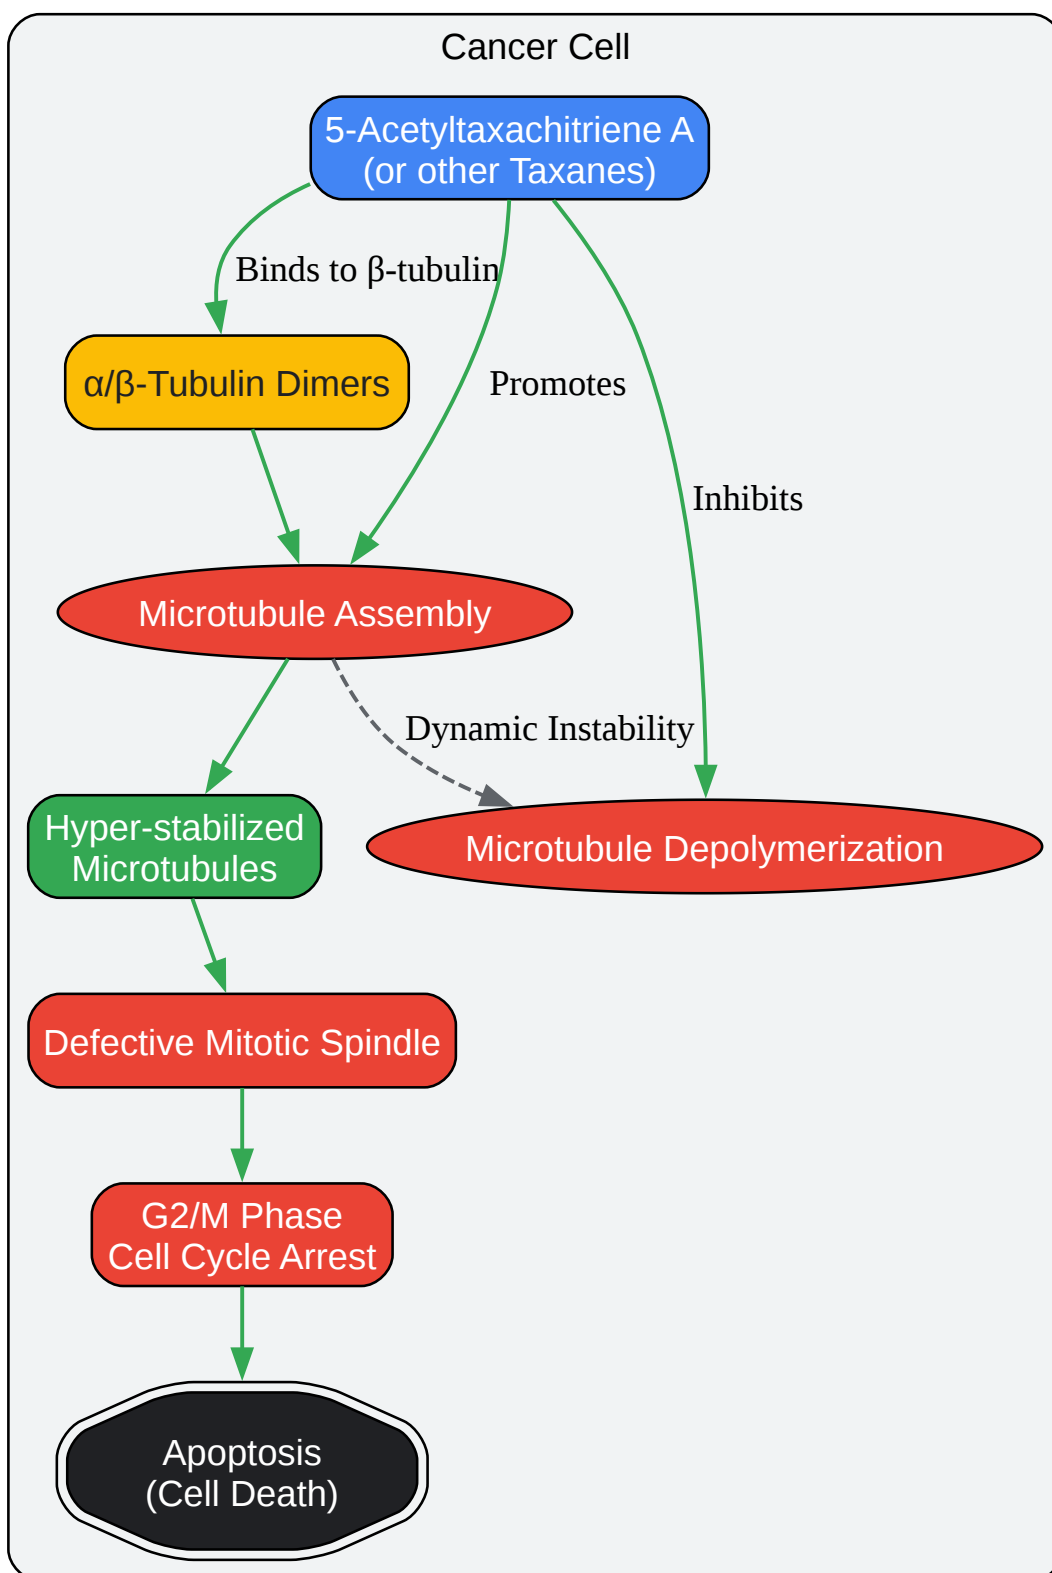 Cancer Cell
5-Acetyltaxachitriene A
(or other Taxanes)
Binds to β-tubulin
α/β-Tubulin Dimers
Promotes
Inhibits
Microtubule Assembly
Dynamic Instability
Hyper-stabilized
Microtubules
Microtubule Depolymerization
Defective Mitotic Spindle
G2/M Phase
Cell Cycle Arrest
Apoptosis
(Cell Death)